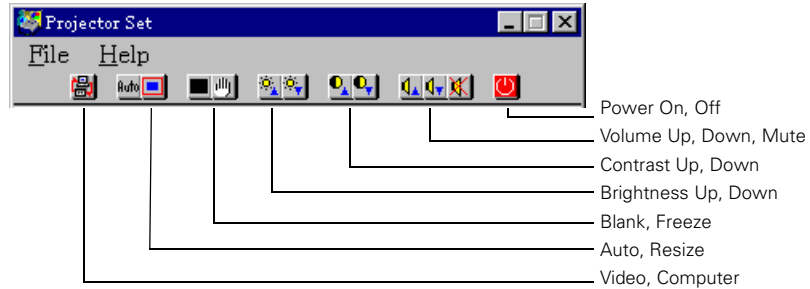 Projector Set
File Help
Auto
Power On, Off
Volume Up, Down, Mute
Contrast Up, Down
Brightness Up, Down
Blank, Freeze
Auto, Resize
Video, Computer